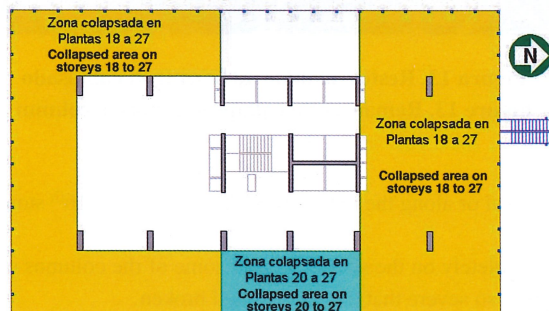 Zona colapsada en
Plantas 18 a 27
Collapsed area on
storeys 18 to 27
N
Zona colapsada en
Plantas 18 a 27
Collapsed area on
storeys 18 to 27
Zona colapsada en
Plantas 20 a 27
Collapsed area on
storeys 20 to 27